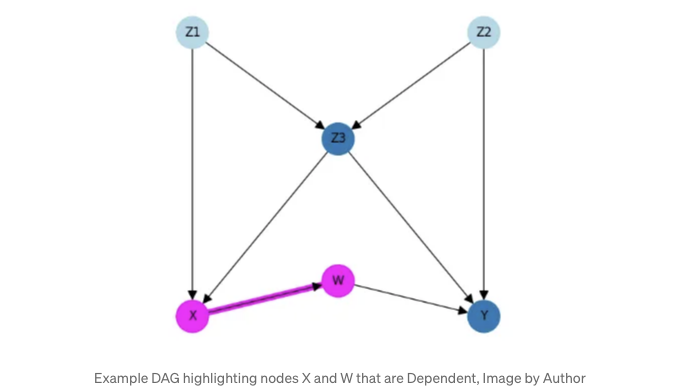 Z1
Z2
Z3
W
X
Y
Example DAG highlighting nodes X and W that are Dependent, Image by Author